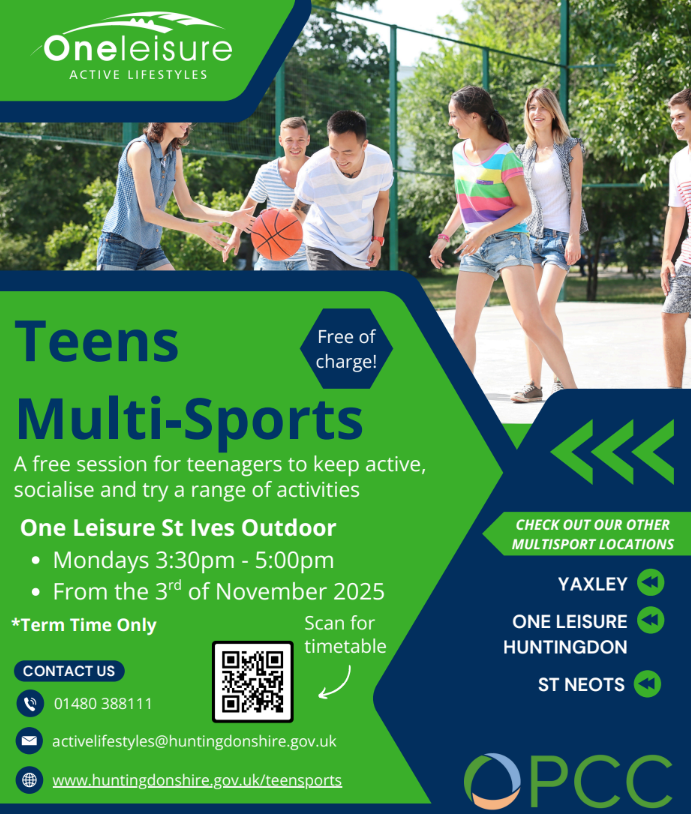 Oneleisure
ACTIVE LIFESTYLES
Teens
Multi-Sports
Free of
charge!
A free session for teenagers to keep active,
socialise and try a range of activities
One Leisure St Ives Outdoor
• Mondays 3:30pm - 5:00pm
• From the 3rd of November 2025
*Term Time Only
Scan for
timetable
CONTACT US
01480 388111
activelifestyles@huntingdonshire.gov.uk
www.huntingdonshire.gov.uk/teensports
CHECK OUT OUR OTHER
MULTISPORT LOCATIONS
YAXLEY
ONE LEISURE
HUNTINGDON
ST NEOTS
OPCC